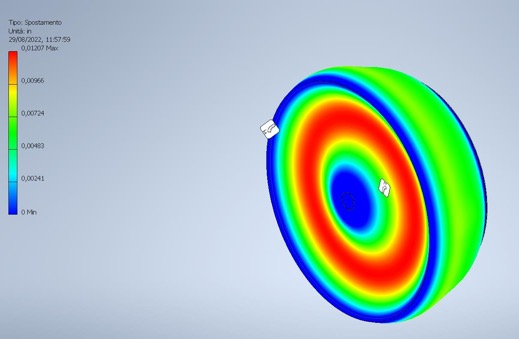 Tipo: Spostamento
Unità: in
29/08/2022, 11:57:59
0,01207 Max
0,00966
0,00724
0,00483
0,00241
0 Min